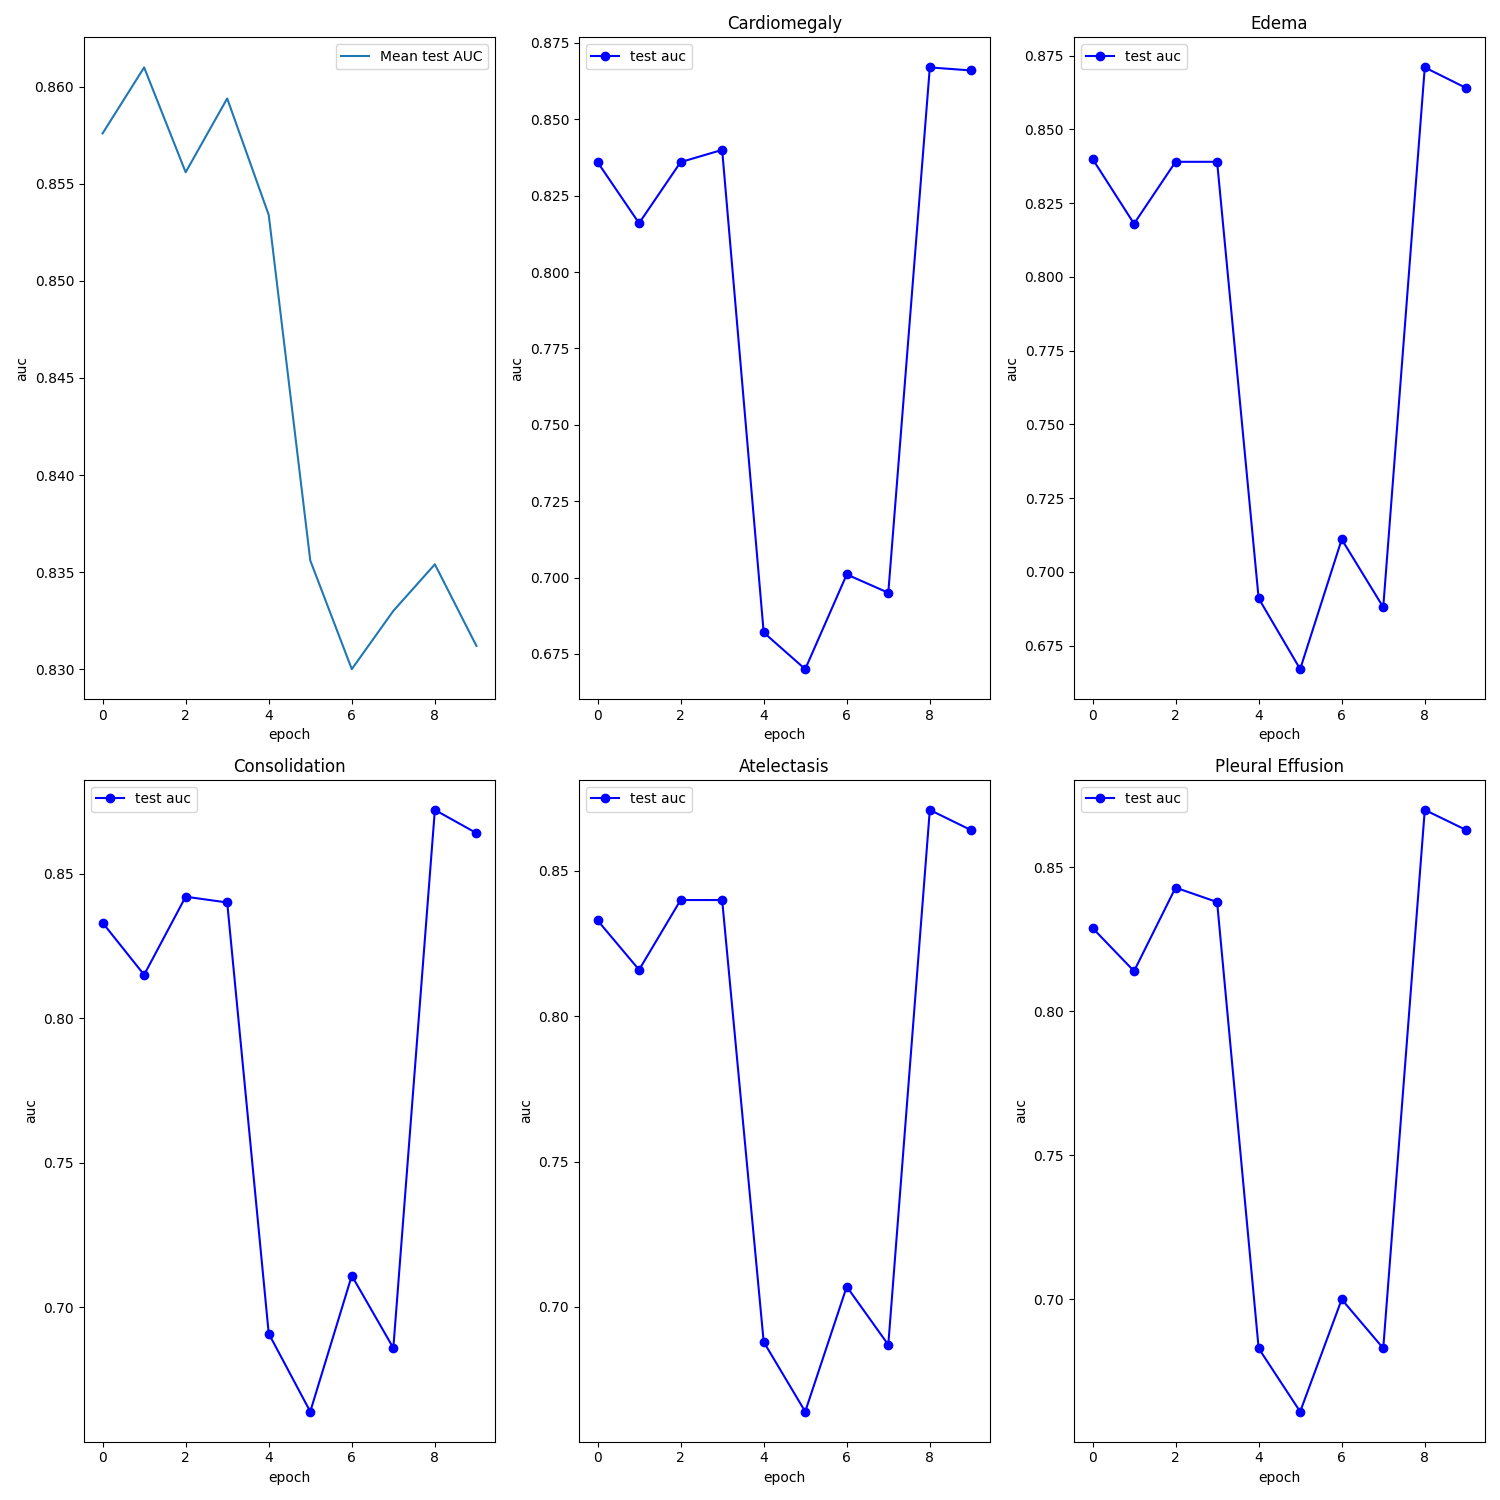 Mean test AUC
0.860
0.855
0.850
0.845
0.840
0.835
0.830
auc
0 2 4 6 8
epoch
Cardiomegaly
test auc
0.875
0.850
0.825
0.800
0.775
0.750
0.725
0.700
0.675
auc
0 2 4 6 8
epoch
Edema
test auc
0.875
0.850
0.825
0.800
0.775
0.750
0.725
0.700
0.675
auc
0 2 4 6 8
epoch
Consolidation
test auc
0.85
0.80
0.75
0.70
auc
0 2 4 6 8
epoch
Atelectasis
test auc
0.85
0.80
0.75
0.70
auc
0 2 4 6 8
epoch
Pleural Effusion
test auc
0.85
0.80
0.75
0.70
auc
0 2 4 6 8
epoch